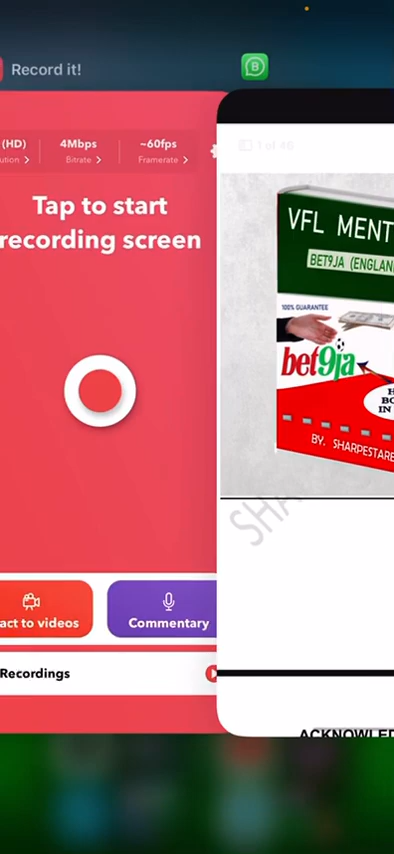 Record it!
(HD)
4Mbps
~60fps
Bitrate >
Framerate >
Tap to start
recording screen
act to videos
Commentary
Recordings
B
1 of 46
VFL MENT
BET9JA (ENGLAN
100% GUARANTEE
bet9ja
BY. SHARPESTARE
SHA
ACKNOWLED